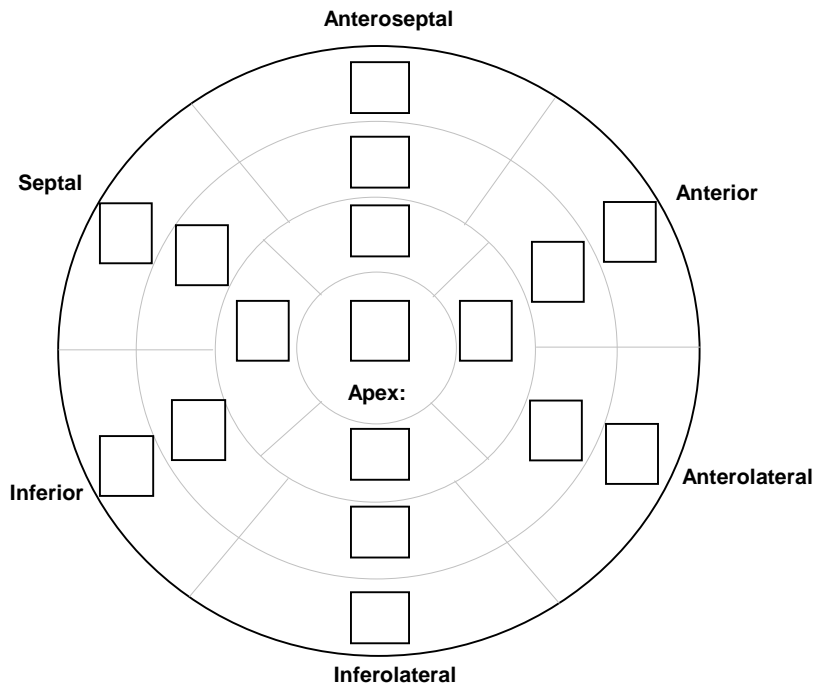 Anteroseptal
Septal
Anterior
Apex:
Inferior
Anterolateral
Inferolateral